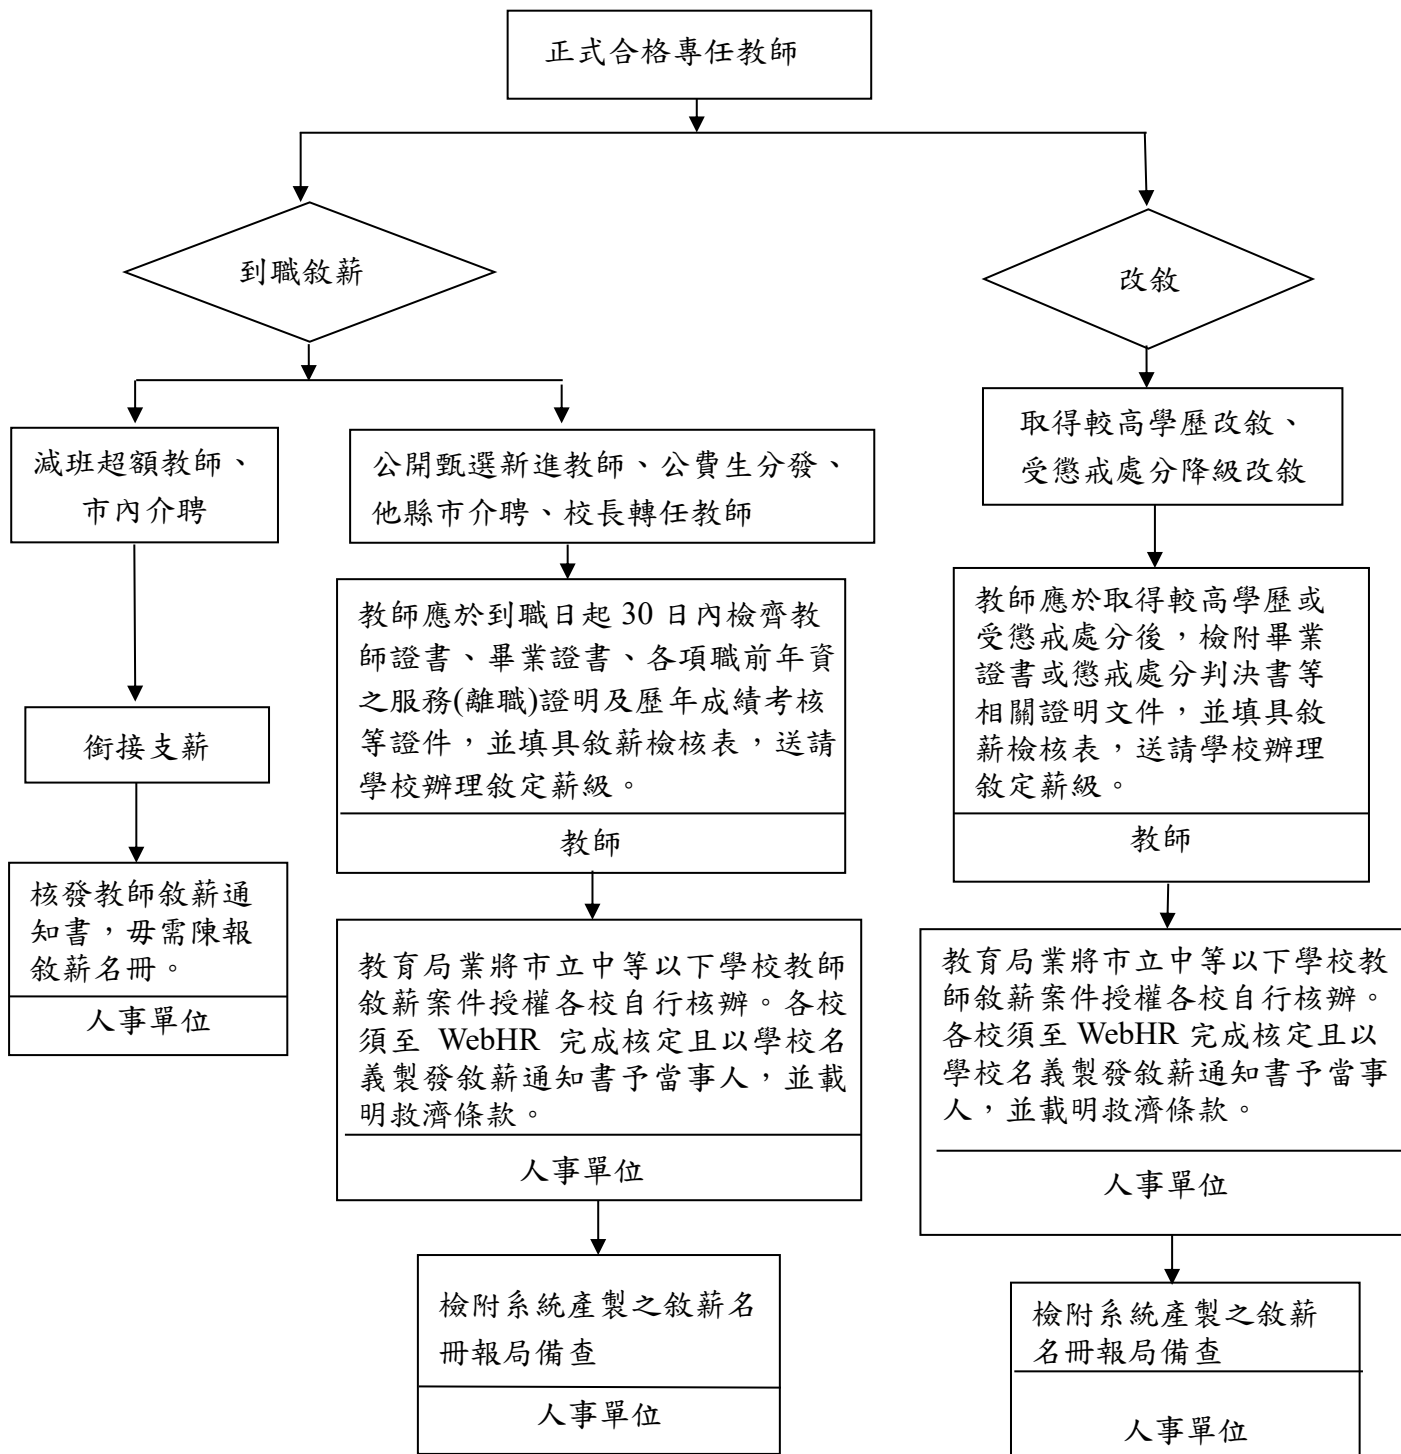 正式合格專任教師
到職敘薪
改敘
減班超額教師、
市內介聘
公開甄選新進教師、公費生分發、
他縣市介聘、校長轉任教師
取得較高學歷改敘、
受懲戒處分降級改敘
銜接支薪
教師應於到職日起 30 日內檢齊教
師證書、畢業證書、各項職前年資
之服務(離職)證明及歷年成績考核
等證件，並填具敘薪檢核表，送請
學校辦理敘定薪級。
教師
教師應於取得較高學歷或
受懲戒處分後，檢附畢業
證書或懲戒處分判決書等
相關證明文件，並填具敘
薪檢核表，送請學校辦理
敘定薪級。
教師
核發教師敘薪通
知書，毋需陳報
敘薪名冊。
人事單位
教育局業將市立中等以下學校教師
敘薪案件授權各校自行核辦。各校
須至 WebHR 完成核定且以學校名
義製發敘薪通知書予當事人，並載
明救濟條款。
人事單位
教育局業將市立中等以下學校教
師敘薪案件授權各校自行核辦。
各校須至 WebHR 完成核定且以
學校名義製發敘薪通知書予當事
人，並載明救濟條款。
人事單位
檢附系統產製之敘薪名
冊報局備查
人事單位
檢附系統產製之敘薪
名冊報局備查
人事單位